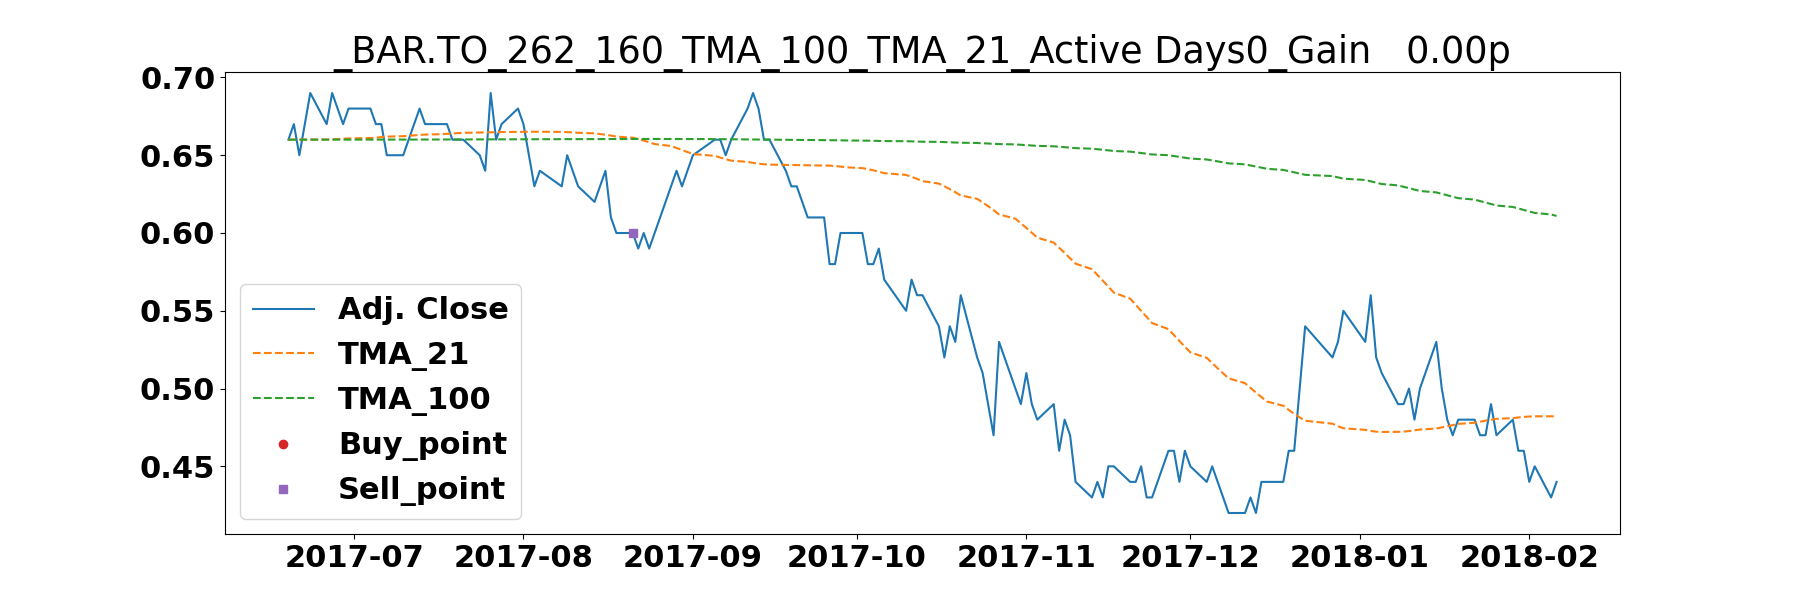 _BAR.TO_262_160_TMA_100_TMA_21_Active Days0_Gain   0.00p
0.70
0.65
0.60
0.55
0.50
0.45
Adj. Close
TMA_21
TMA_100
Buy_point
Sell_point
2017-07 2017-08 2017-09 2017-10 2017-11 2017-12 2018-01 2018-02